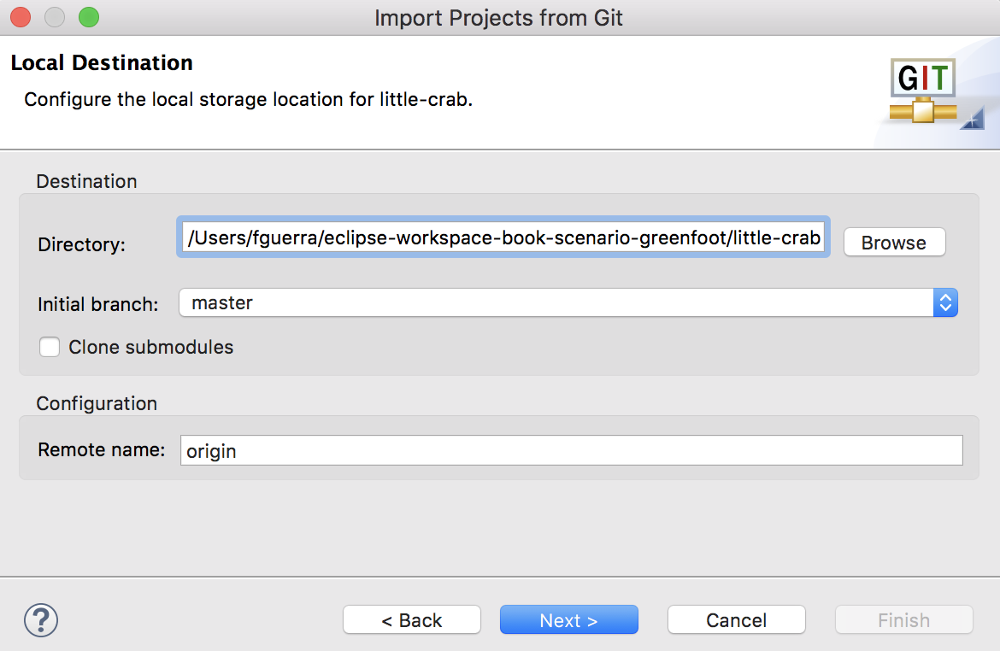 Import Projects from Git
Local Destination
Configure the local storage location for little-crab.
GIT
Destination
Directory: /Users/fguerra/eclipse-workspace-book-scenario-greenfoot/little-crab Browse
Initial branch: master
Clone submodules
Configuration
Remote name: origin
? < Back Next > Cancel Finish